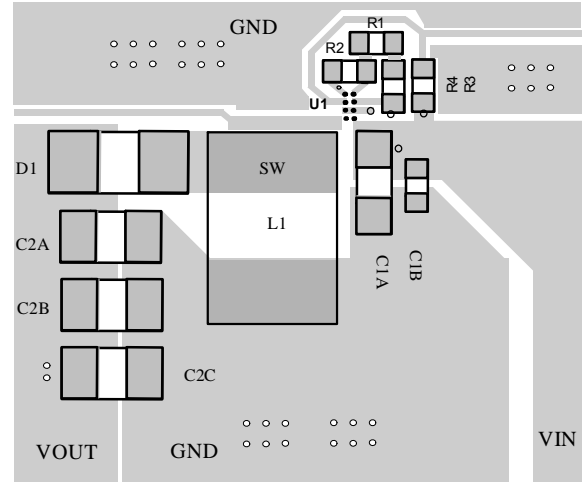 GND
R1
R2
U1
R4
R3
D1
SW
C2A
L1
C1A
C1B
C2B
C2C
VOUT
GND
VIN